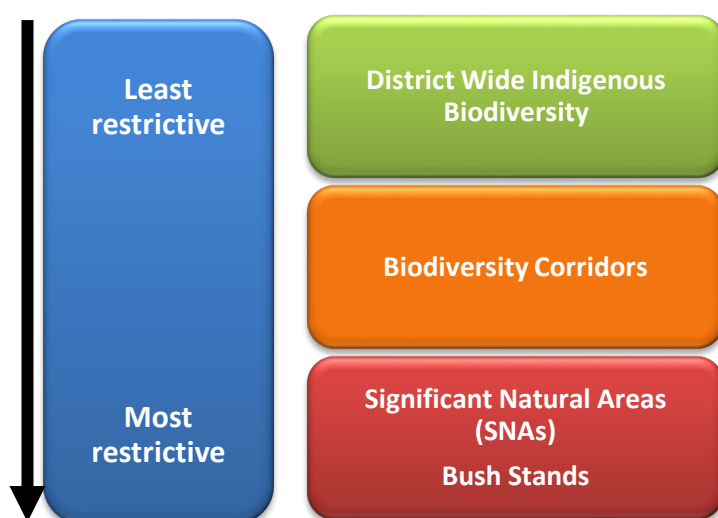 Least
restrictive
Most
restrictive
District Wide Indigenous
Biodiversity
Biodiversity Corridors
Significant Natural Areas
(SNAs)
Bush Stands